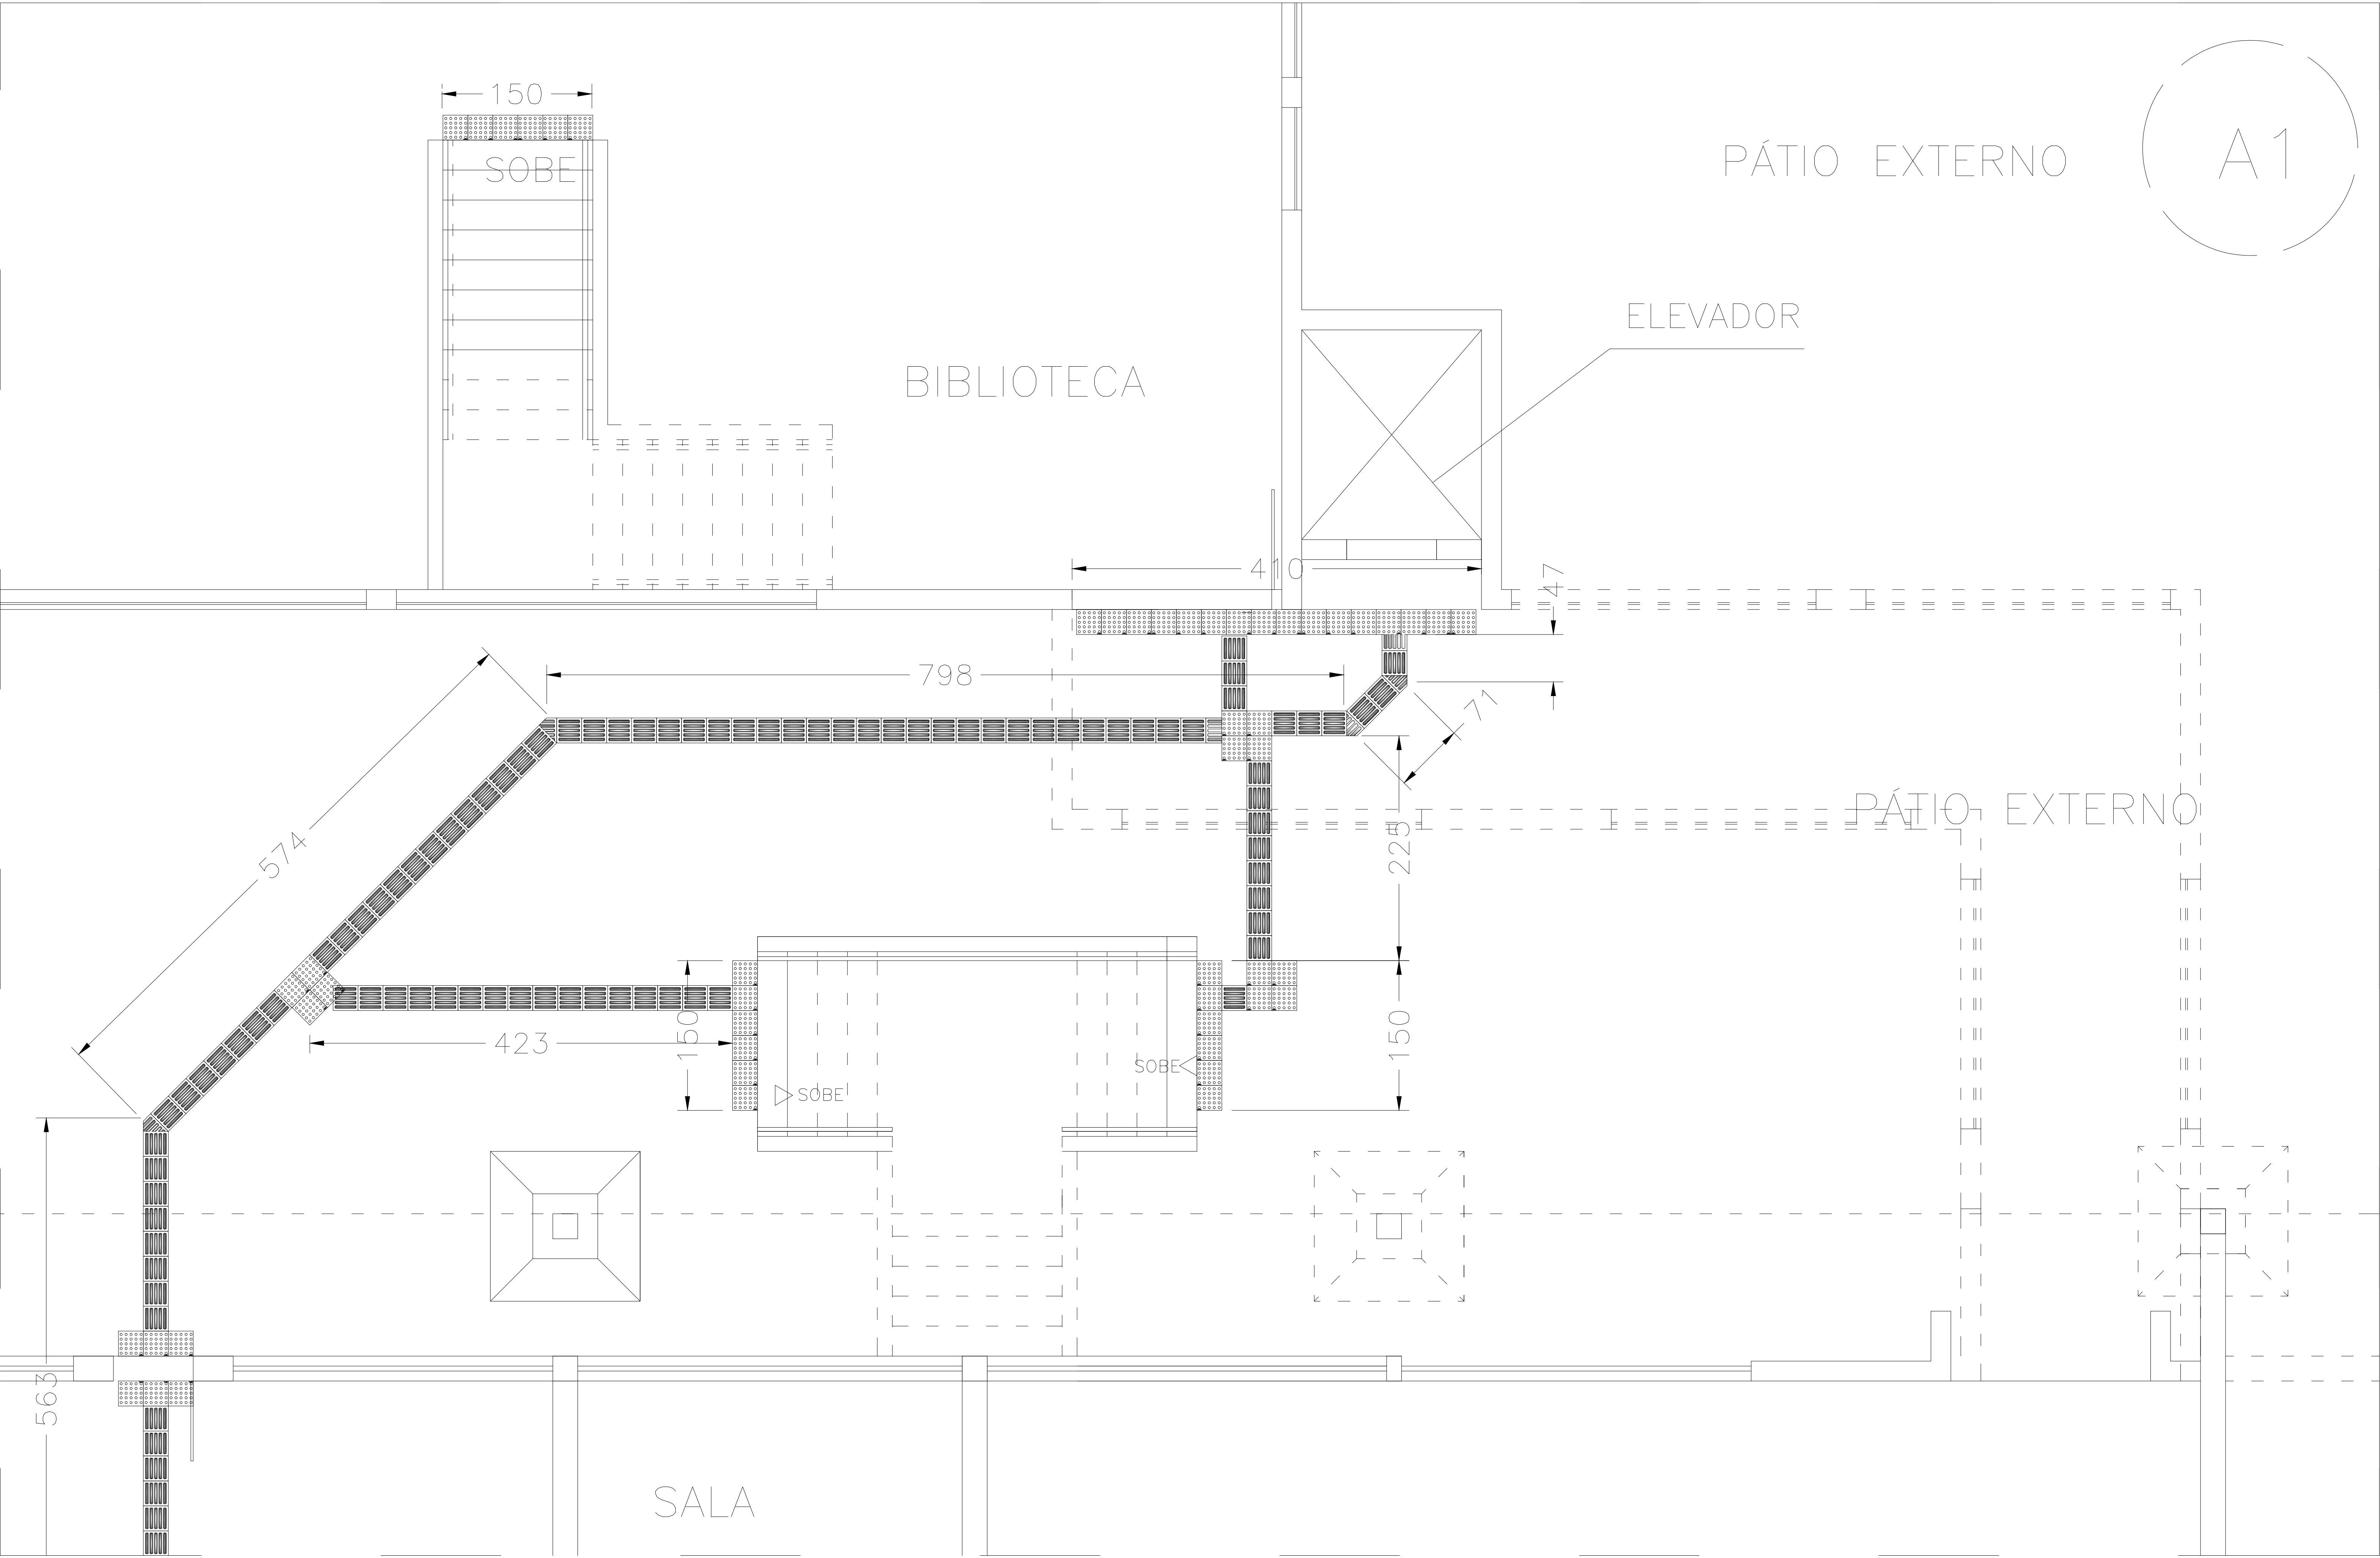 150
SOBE
PÁTIO EXTERNO
A1
ELEVADOR
BIBLIOTECA
410
47
798
71
574
225
PÁTIO EXTERNO
423
150
150
SOBE
SOBE
563
SALA